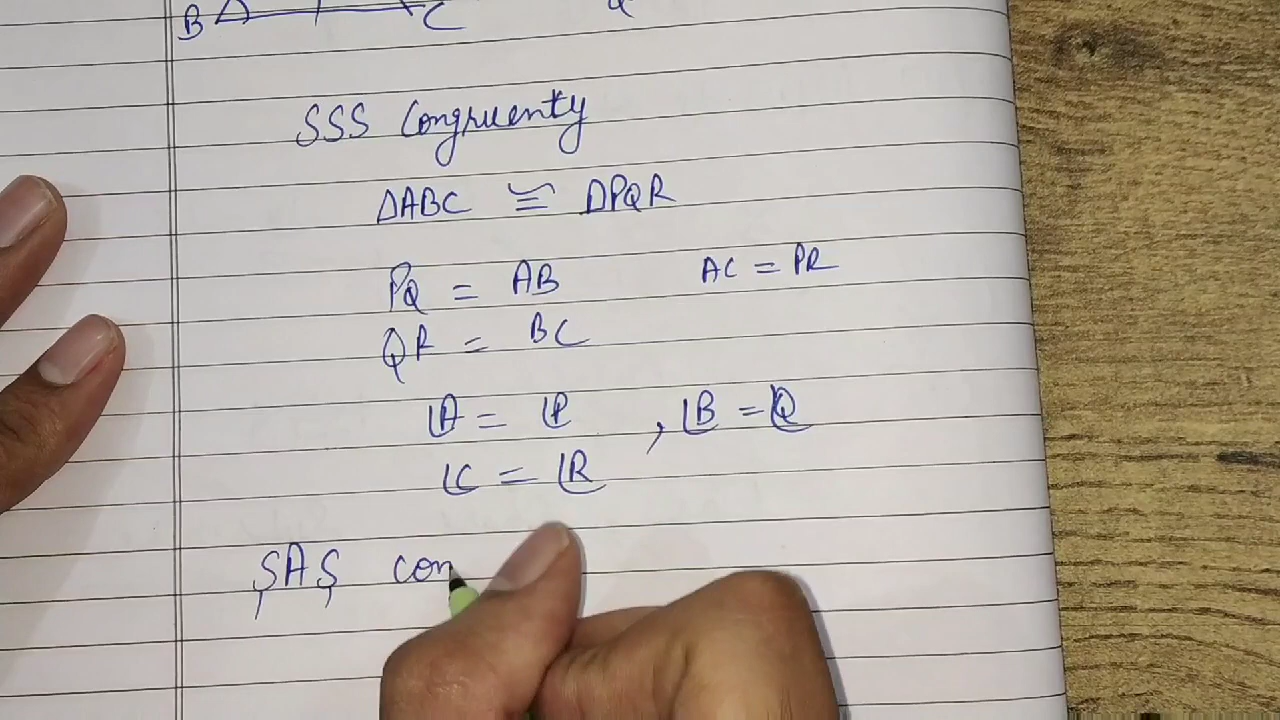 B C Q
SSS Congruenty
ΔABC ≅ ΔPQR
PQ = AB AC = PR
QR = BC
∠A = ∠P , ∠B = ∠Q
∠C = ∠R
SAS con